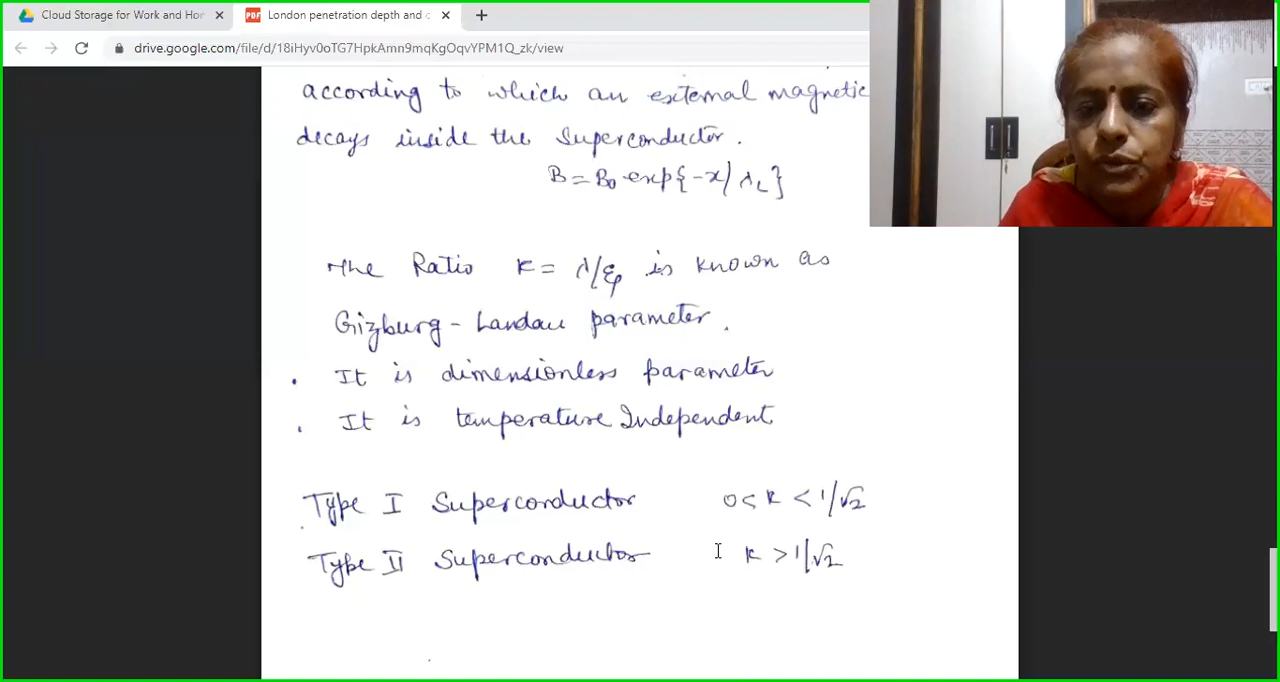 Cloud Storage for Work and Hor
PDF London penetration depth and c
drive.google.com/file/d/18iHyv0oTG7HpkAmn9mqKgOqvYPM1Q_zk/view
according to which an external magnetic
decays inside the Superconductor.
B = B₀ exp{-x/λ_L}
The Ratio κ = λ/ξ is known as
Gizburg - Landau parameter.
. It is dimensionless parameter
. It is temperature Independent
Type I Superconductor 0 < κ < 1/√2
Type II Superconductor κ > 1/√2